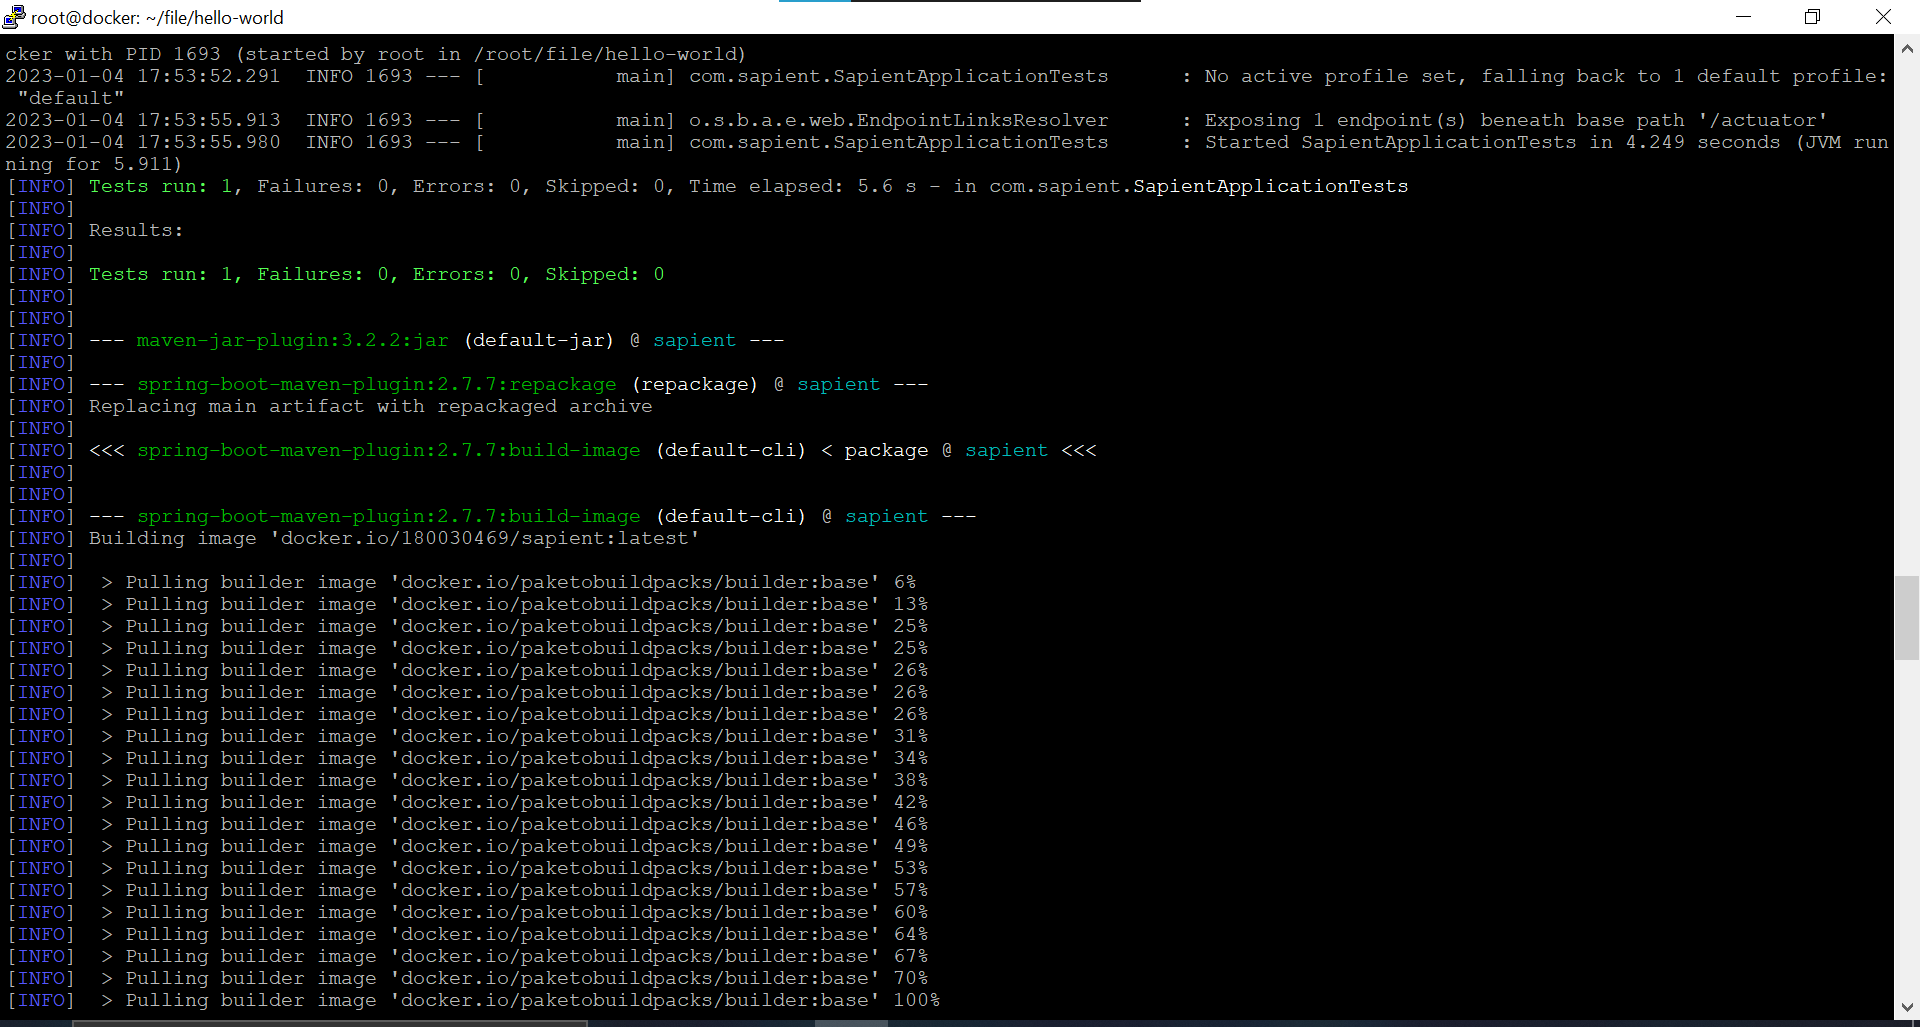 root@docker: ~/file/hello-world
cker with PID 1693 (started by root in /root/file/hello-world)
2023-01-04 17:53:52.291  INFO 1693 --- [           main] com.sapient.SapientApplicationTests      : No active profile set, falling back to 1 default profile:
 "default"
2023-01-04 17:53:55.913  INFO 1693 --- [           main] o.s.b.a.e.web.EndpointLinksResolver      : Exposing 1 endpoint(s) beneath base path '/actuator'
2023-01-04 17:53:55.980  INFO 1693 --- [           main] com.sapient.SapientApplicationTests      : Started SapientApplicationTests in 4.249 seconds (JVM run
ning for 5.911)
[INFO] Tests run: 1, Failures: 0, Errors: 0, Skipped: 0, Time elapsed: 5.6 s - in com.sapient.SapientApplicationTests
[INFO]
[INFO] Results:
[INFO]
[INFO] Tests run: 1, Failures: 0, Errors: 0, Skipped: 0
[INFO]
[INFO]
[INFO] --- maven-jar-plugin:3.2.2:jar (default-jar) @ sapient ---
[INFO]
[INFO] --- spring-boot-maven-plugin:2.7.7:repackage (repackage) @ sapient ---
[INFO] Replacing main artifact with repackaged archive
[INFO]
[INFO] <<< spring-boot-maven-plugin:2.7.7:build-image (default-cli) < package @ sapient <<<
[INFO]
[INFO]
[INFO] --- spring-boot-maven-plugin:2.7.7:build-image (default-cli) @ sapient ---
[INFO] Building image 'docker.io/180030469/sapient:latest'
[INFO]
[INFO]  > Pulling builder image 'docker.io/paketobuildpacks/builder:base' 6%
[INFO]  > Pulling builder image 'docker.io/paketobuildpacks/builder:base' 13%
[INFO]  > Pulling builder image 'docker.io/paketobuildpacks/builder:base' 25%
[INFO]  > Pulling builder image 'docker.io/paketobuildpacks/builder:base' 25%
[INFO]  > Pulling builder image 'docker.io/paketobuildpacks/builder:base' 26%
[INFO]  > Pulling builder image 'docker.io/paketobuildpacks/builder:base' 26%
[INFO]  > Pulling builder image 'docker.io/paketobuildpacks/builder:base' 26%
[INFO]  > Pulling builder image 'docker.io/paketobuildpacks/builder:base' 31%
[INFO]  > Pulling builder image 'docker.io/paketobuildpacks/builder:base' 34%
[INFO]  > Pulling builder image 'docker.io/paketobuildpacks/builder:base' 38%
[INFO]  > Pulling builder image 'docker.io/paketobuildpacks/builder:base' 42%
[INFO]  > Pulling builder image 'docker.io/paketobuildpacks/builder:base' 46%
[INFO]  > Pulling builder image 'docker.io/paketobuildpacks/builder:base' 49%
[INFO]  > Pulling builder image 'docker.io/paketobuildpacks/builder:base' 53%
[INFO]  > Pulling builder image 'docker.io/paketobuildpacks/builder:base' 57%
[INFO]  > Pulling builder image 'docker.io/paketobuildpacks/builder:base' 60%
[INFO]  > Pulling builder image 'docker.io/paketobuildpacks/builder:base' 64%
[INFO]  > Pulling builder image 'docker.io/paketobuildpacks/builder:base' 67%
[INFO]  > Pulling builder image 'docker.io/paketobuildpacks/builder:base' 70%
[INFO]  > Pulling builder image 'docker.io/paketobuildpacks/builder:base' 100%